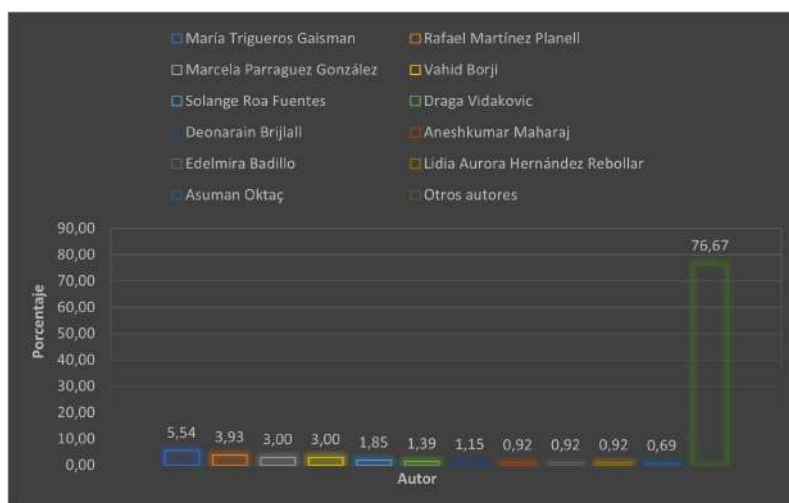 María Trigueros Gaisman Rafael Martínez Planell
Marcela Parraguez González Vahid Borji
Solange Roa Fuentes Draga Vidakovic
Deonarain Brijlall Aneshkumar Maharaj
Edelmira Badillo Lidia Aurora Hernández Rebollar
Asuman Oktaç Otros autores
Porcentaje
90,00
80,00
70,00
60,00
50,00
40,00
30,00
20,00
10,00
0,00
5,54 3,93 3,00 3,00 1,85 1,39 1,15 0,92 0,92 0,92 0,69 76,67
Autor